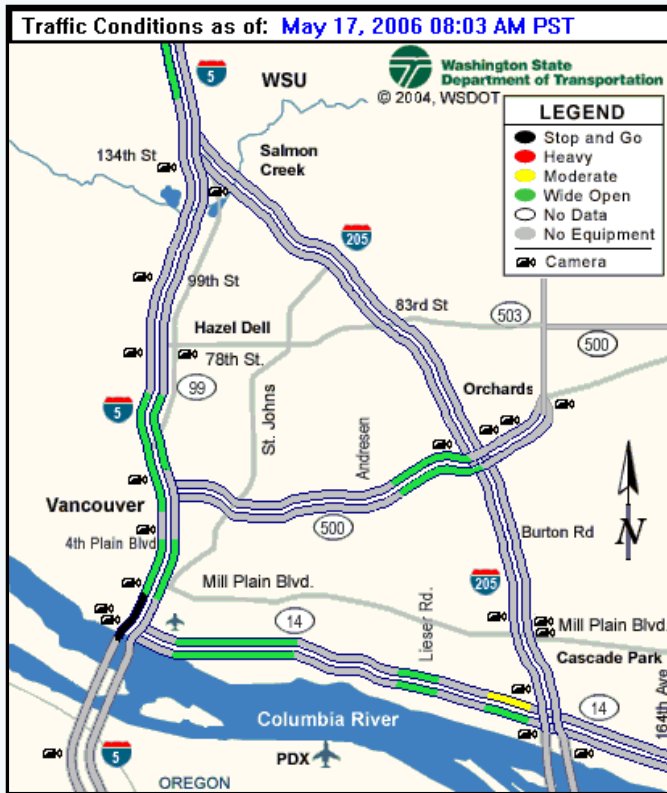 Traffic Conditions as of: May 17, 2006 08:03 AM PST
5
WSU
Washington State
Department of Transportation
© 2004, WSDOT
LEGEND
Stop and Go
Heavy
Moderate
Wide Open
No Data
No Equipment
Camera
134th St
Salmon
Creek
205
99th St
83rd St
503
Hazel Dell
500
78th St.
99
Orchards
5
St. Johns
Andresen
Vancouver
500
Burton Rd
N
4th Plain Blvd
Mill Plain Blvd.
205
14
Lieser Rd.
Mill Plain Blvd.
Cascade Park
164th Ave
14
Columbia River
5
PDX
OREGON